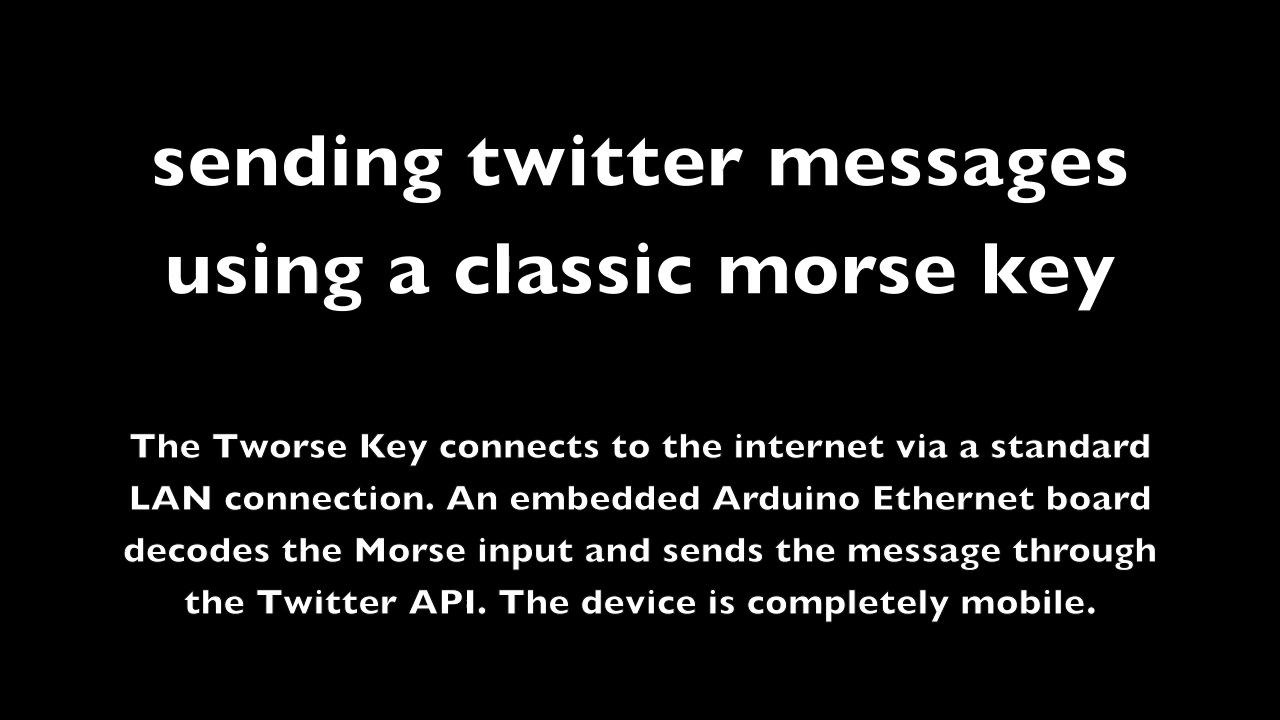 sending twitter messages
using a classic morse key
The Tworse Key connects to the internet via a standard
LAN connection. An embedded Arduino Ethernet board
decodes the Morse input and sends the message through
the Twitter API. The device is completely mobile.